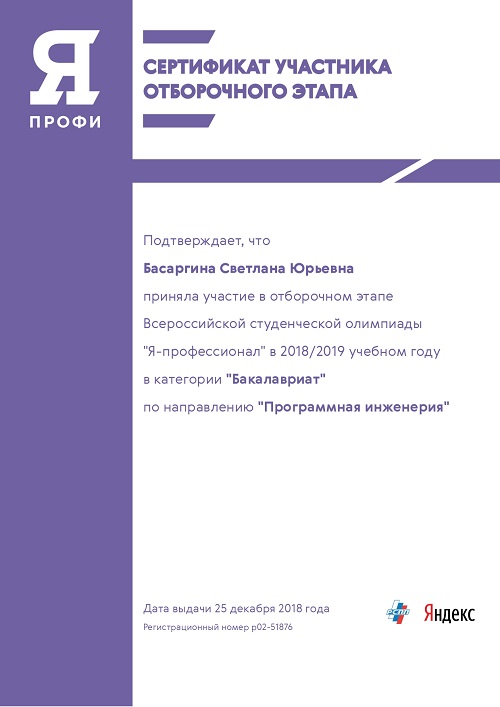 Я
ПРОФИ
СЕРТИФИКАТ УЧАСТНИКА
ОТБОРОЧНОГО ЭТАПА
Подтверждает, что
Басаргина Светлана Юрьевна
приняла участие в отборочном этапе
Всероссийской студенческой олимпиады
"Я-профессионал" в 2018/2019 учебном году
в категории "Бакалавриат"
по направлению "Программная инженерия"
Дата выдачи 25 декабря 2018 года
Регистрационный номер р02-51876
РСПП
Яндекс